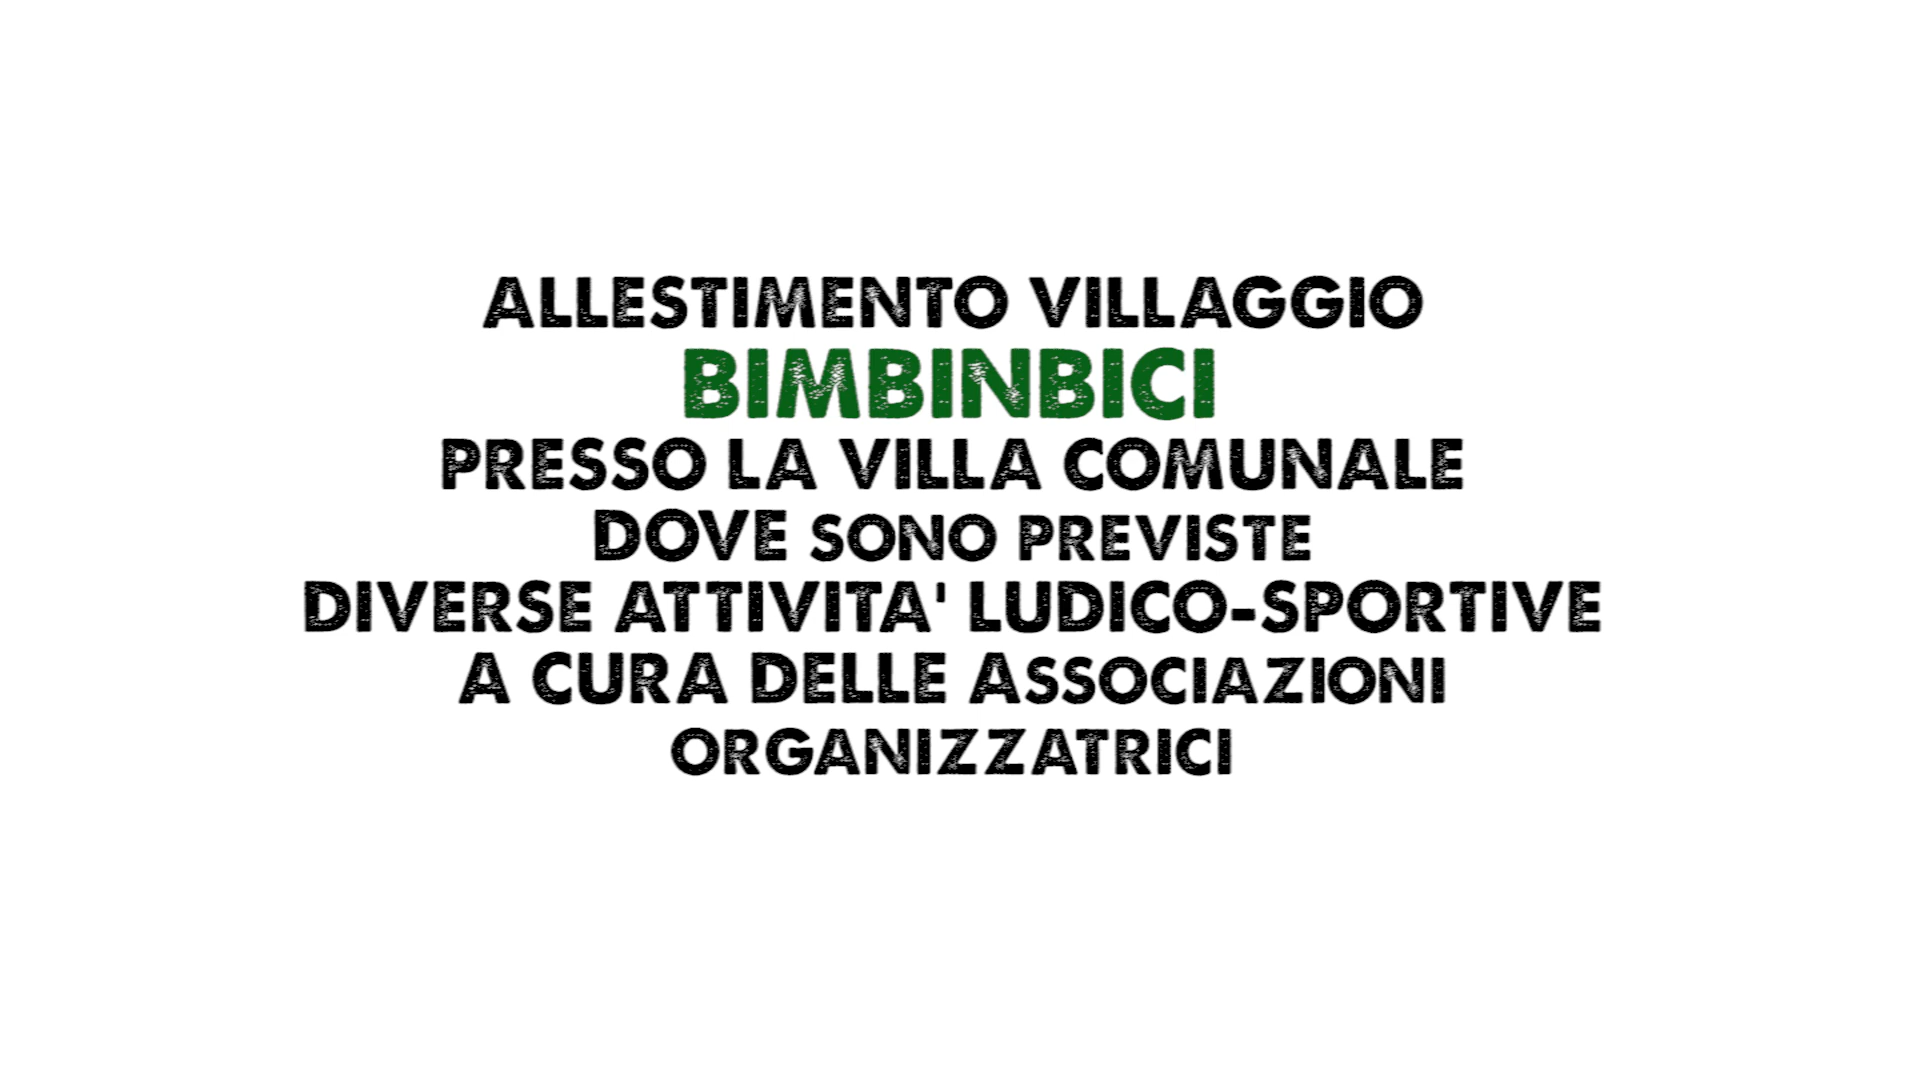 ALLESTIMENTO VILLAGGIO
BIMBINBICI
PRESSO LA VILLA COMUNALE
DOVE SONO PREVISTE
DIVERSE ATTIVITA' LUDICO-SPORTIVE
A CURA DELLE ASSOCIAZIONI
ORGANIZZATRICI